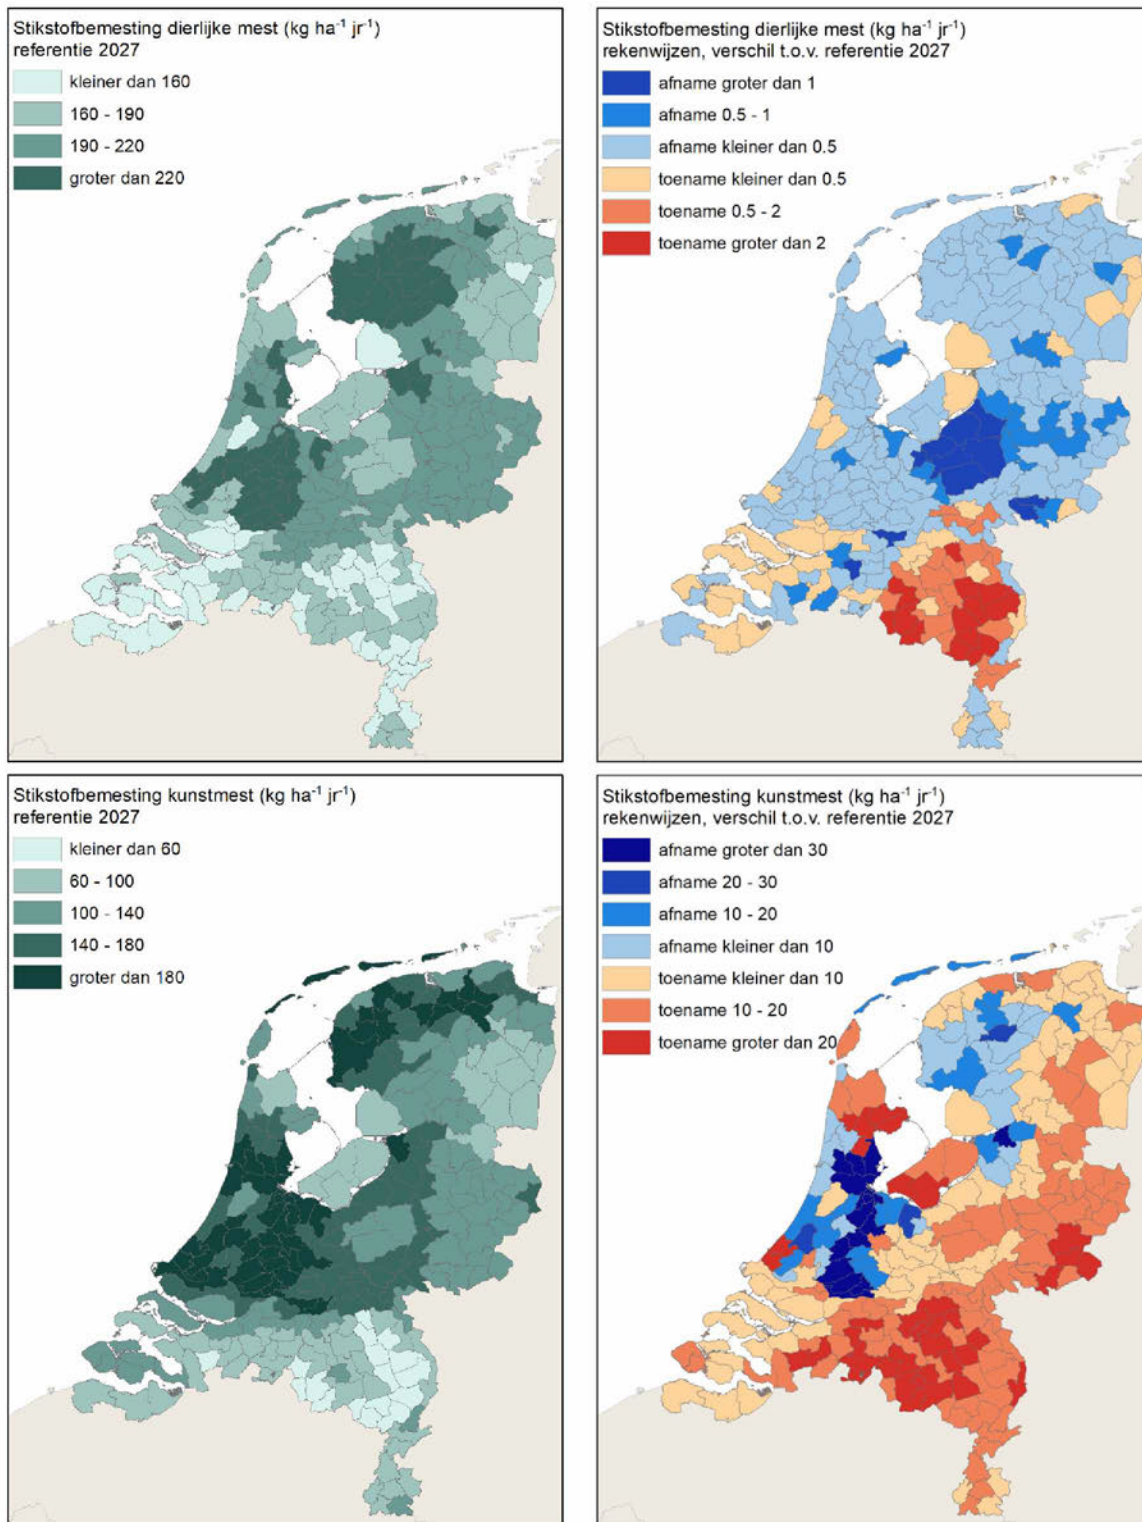 Stikstofbemesting dierlijke mest (kg ha⁻¹ jr⁻¹)
referentie 2027
kleiner dan 160
160 - 190
190 - 220
groter dan 220
Stikstofbemesting dierlijke mest (kg ha⁻¹ jr⁻¹)
rekenwijzen, verschil t.o.v. referentie 2027
afname groter dan 1
afname 0.5 - 1
afname kleiner dan 0.5
toename kleiner dan 0.5
toename 0.5 - 2
toename groter dan 2
Stikstofbemesting kunstmest (kg ha⁻¹ jr⁻¹)
referentie 2027
kleiner dan 60
60 - 100
100 - 140
140 - 180
groter dan 180
Stikstofbemesting kunstmest (kg ha⁻¹ jr⁻¹)
rekenwijzen, verschil t.o.v. referentie 2027
afname groter dan 30
afname 20 - 30
afname 10 - 20
afname kleiner dan 10
toename kleiner dan 10
toename 10 - 20
toename groter dan 20